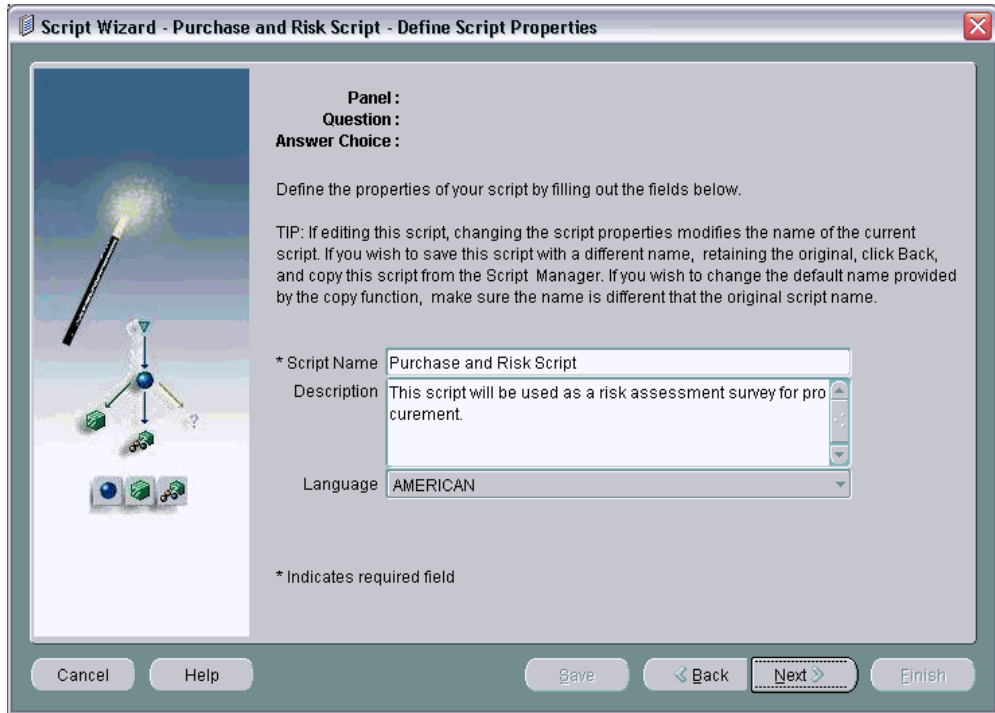 Script Wizard - Purchase and Risk Script - Define Script Properties
Panel :
Question :
Answer Choice :
Define the properties of your script by filling out the fields below.
TIP: If editing this script, changing the script properties modifies the name of the current
script. If you wish to save this script with a different name, retaining the original, click Back,
and copy this script from the Script Manager. If you wish to change the default name provided
by the copy function, make sure the name is different that the original script name.
* Script Name Purchase and Risk Script
Description This script will be used as a risk assessment survey for pro
curement.
Language AMERICAN
* Indicates required field
Cancel Help Save Back Next Finish
?